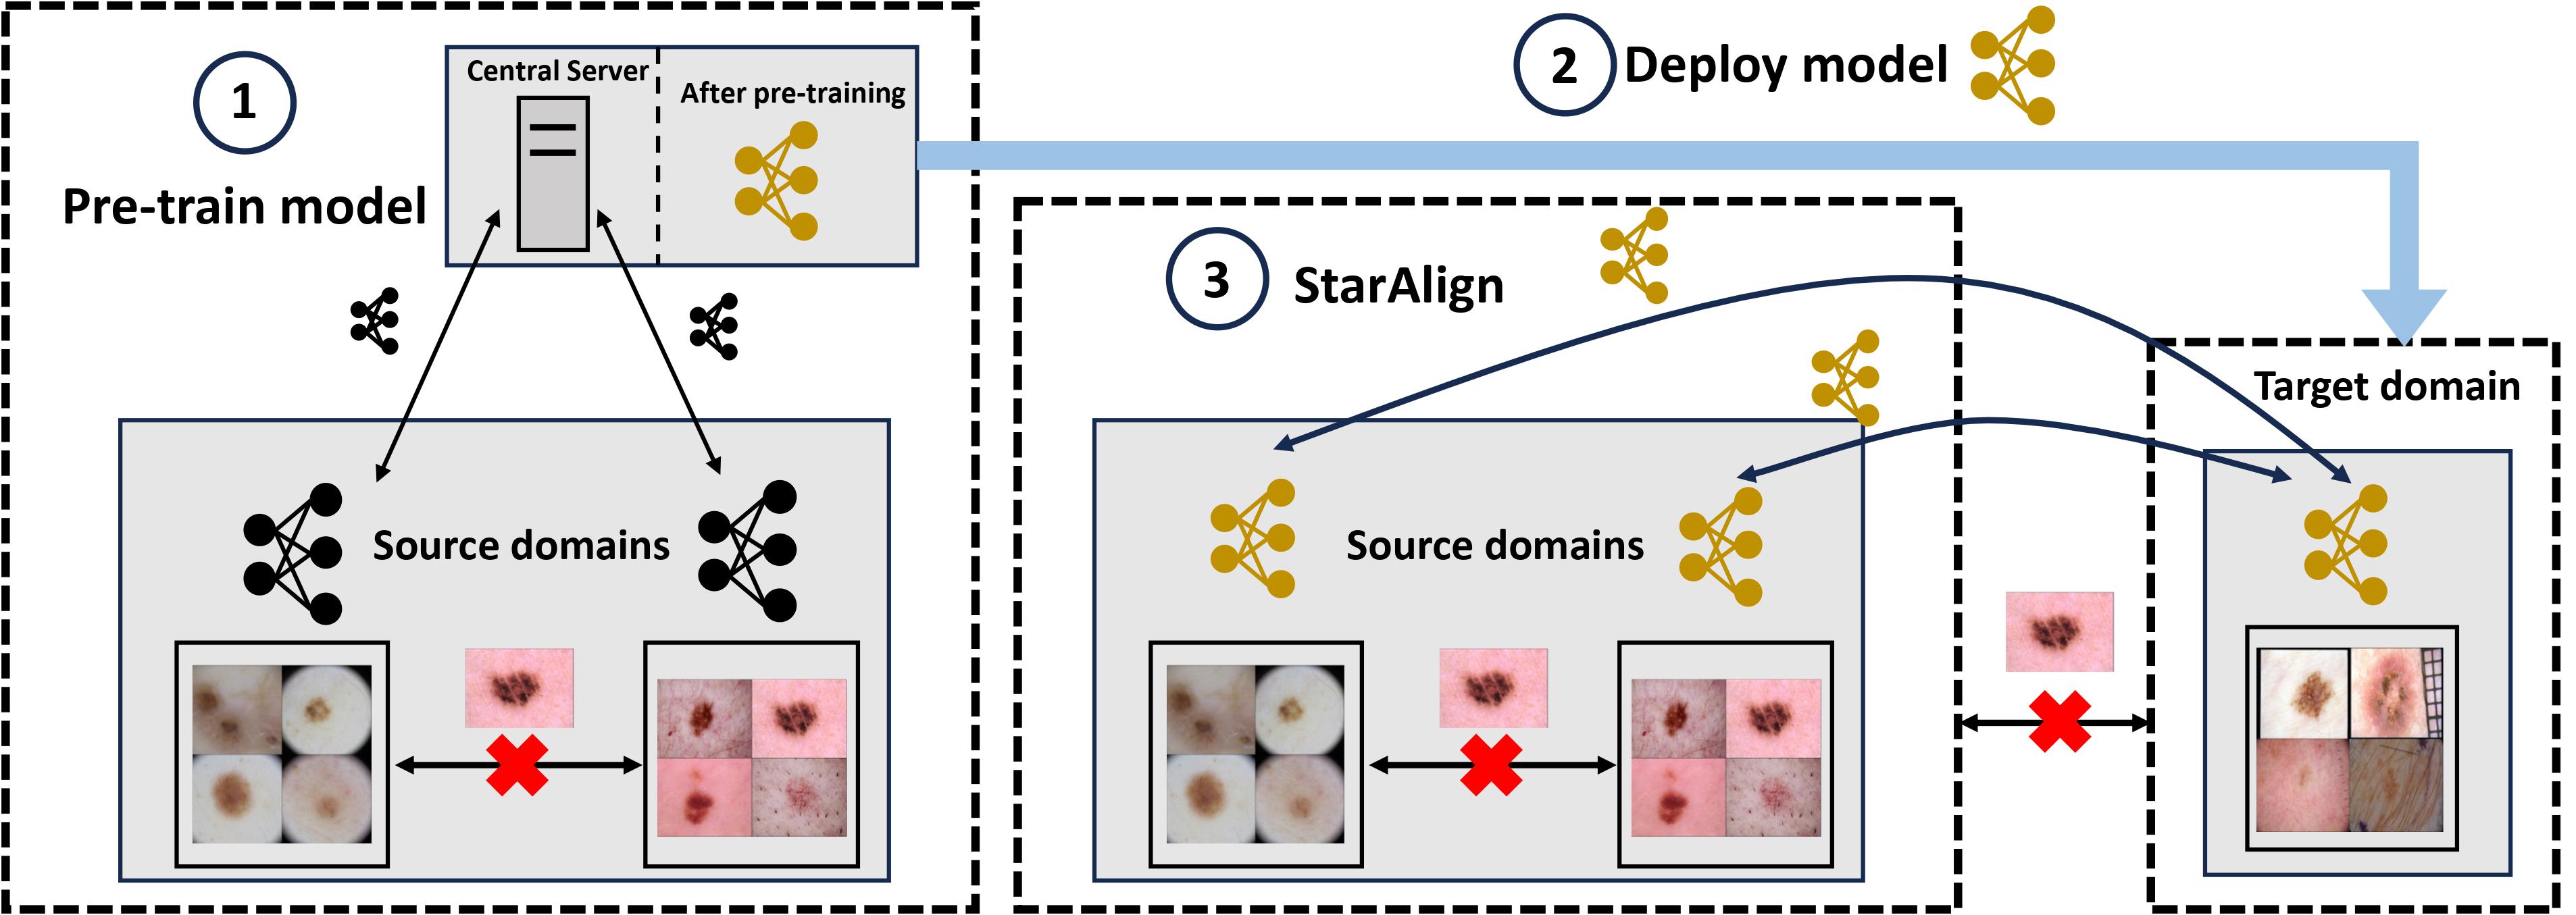 1
Pre-train model
Central Server
After pre-training
Source domains
2
Deploy model
3
StarAlign
Source domains
Target domain